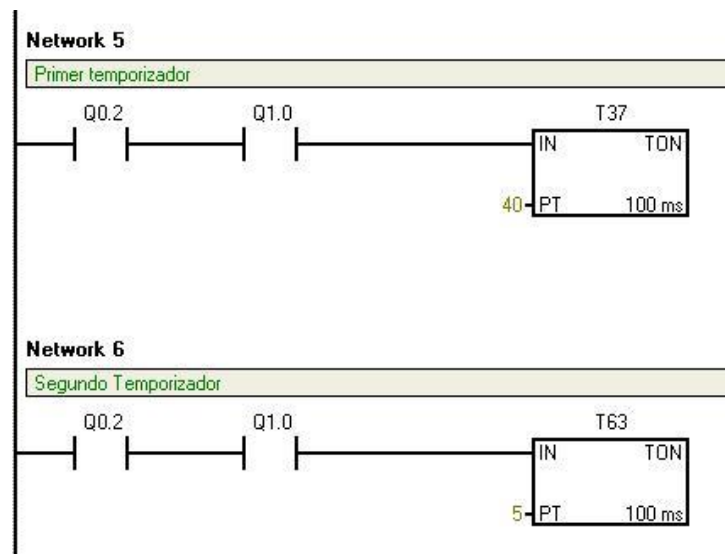 Network 5
Primer temporizador
Q0.2 Q1.0 T37
IN TON
40 PT 100 ms
Network 6
Segundo Temporizador
Q0.2 Q1.0 T63
IN TON
5 PT 100 ms